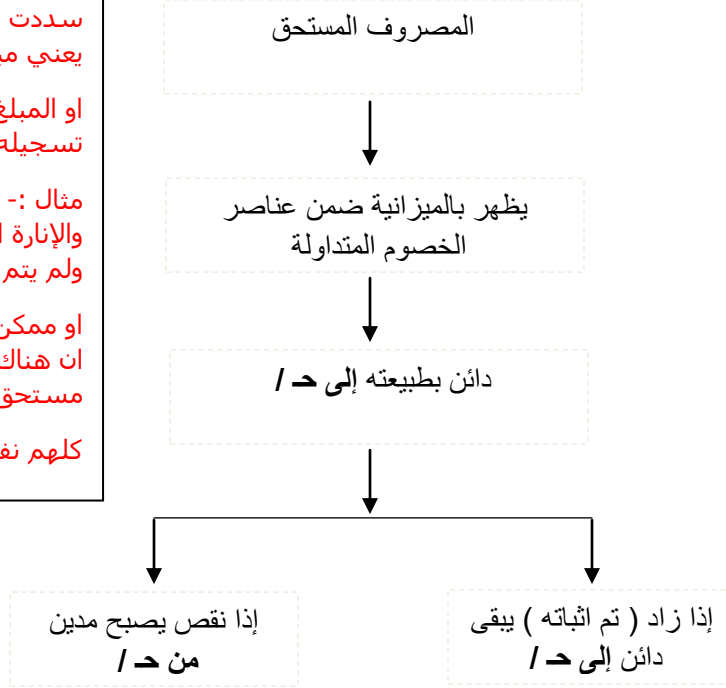 سددت
يعني
او المبلغ
تسجيله
مثال :-
والإنارة
ولم يتم
او ممكن
ان هناك
مستحق
كلهم
المصروف المستحق
يظهر بالميزانية ضمن عناصر
الخصوم المتداولة
دائن بطبيعته إلى حـ /
إذا زاد ( تم اثباته ) يبقى
دائن إلى حـ /
إذا نقص يصبح مدين
من حـ /